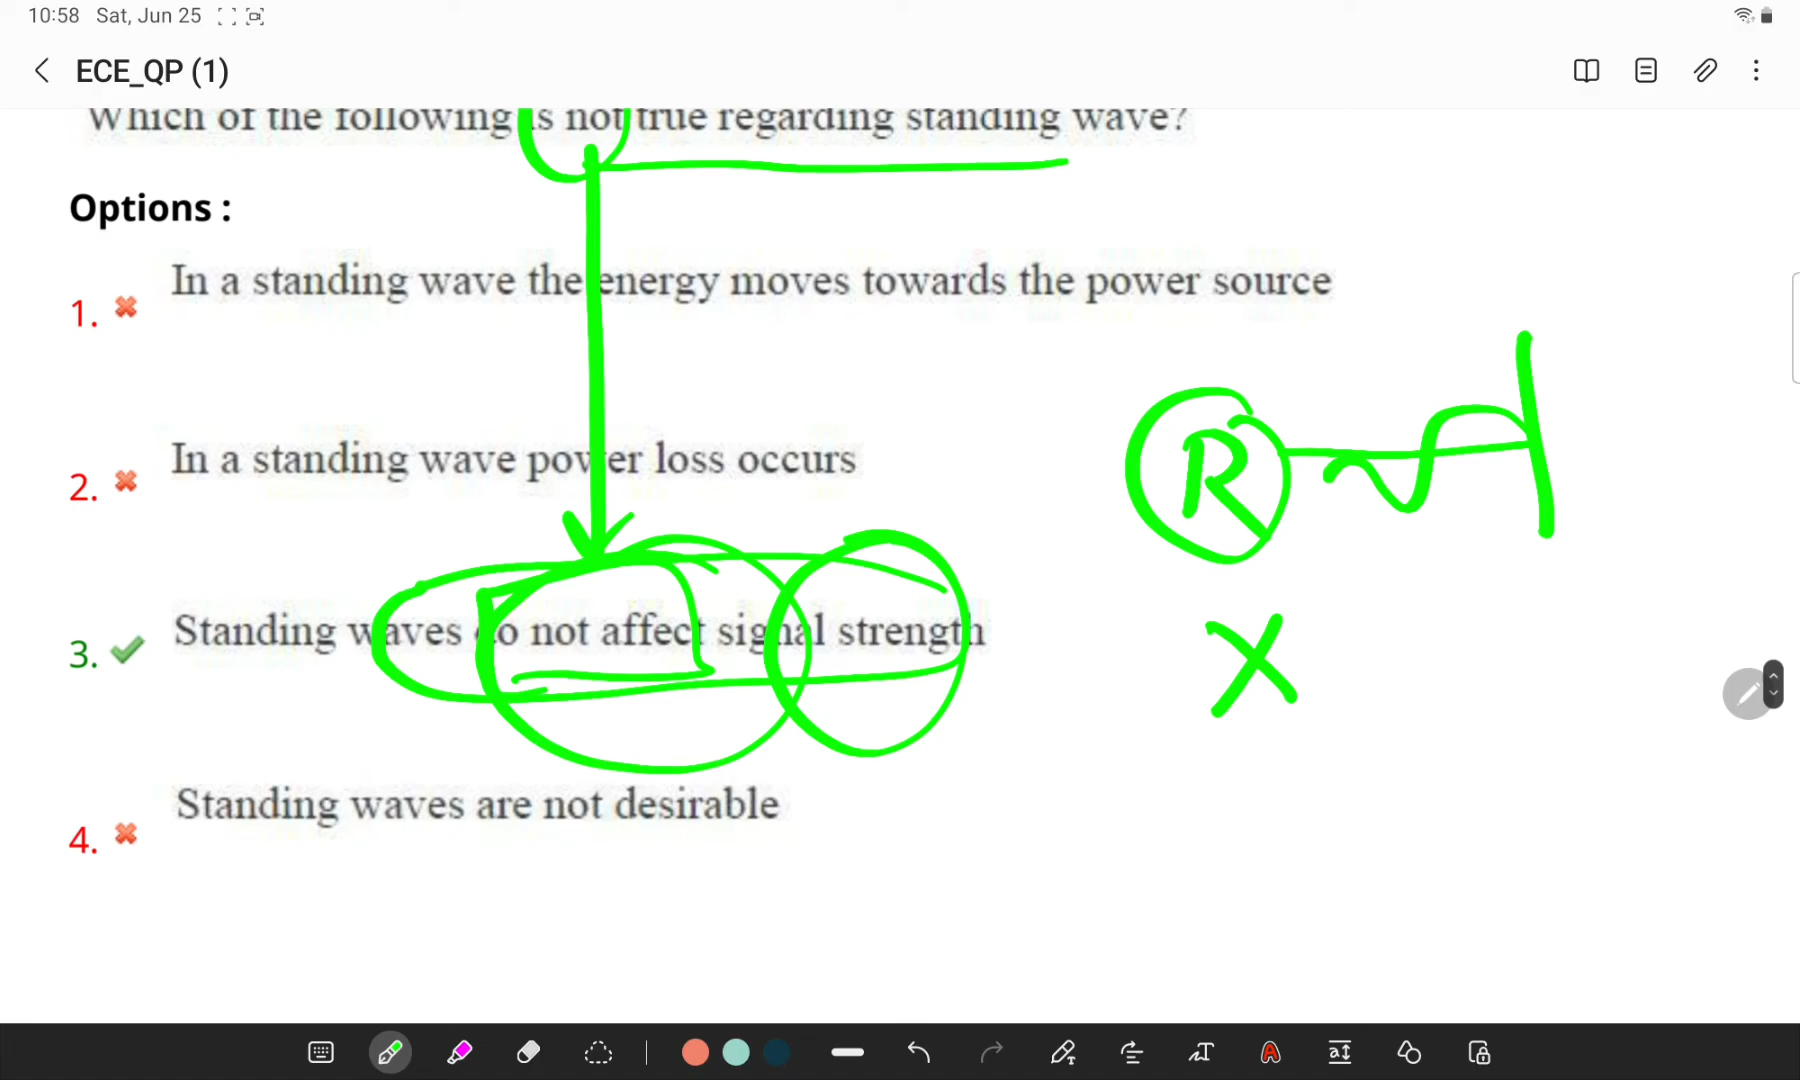 10:58 Sat, Jun 25
ECE_QP (1)
Which of the following is not true regarding standing wave?
Options :
1. In a standing wave the energy moves towards the power source
R
2. In a standing wave power loss occurs
3. Standing waves do not affect signal strength
X
4. Standing waves are not desirable